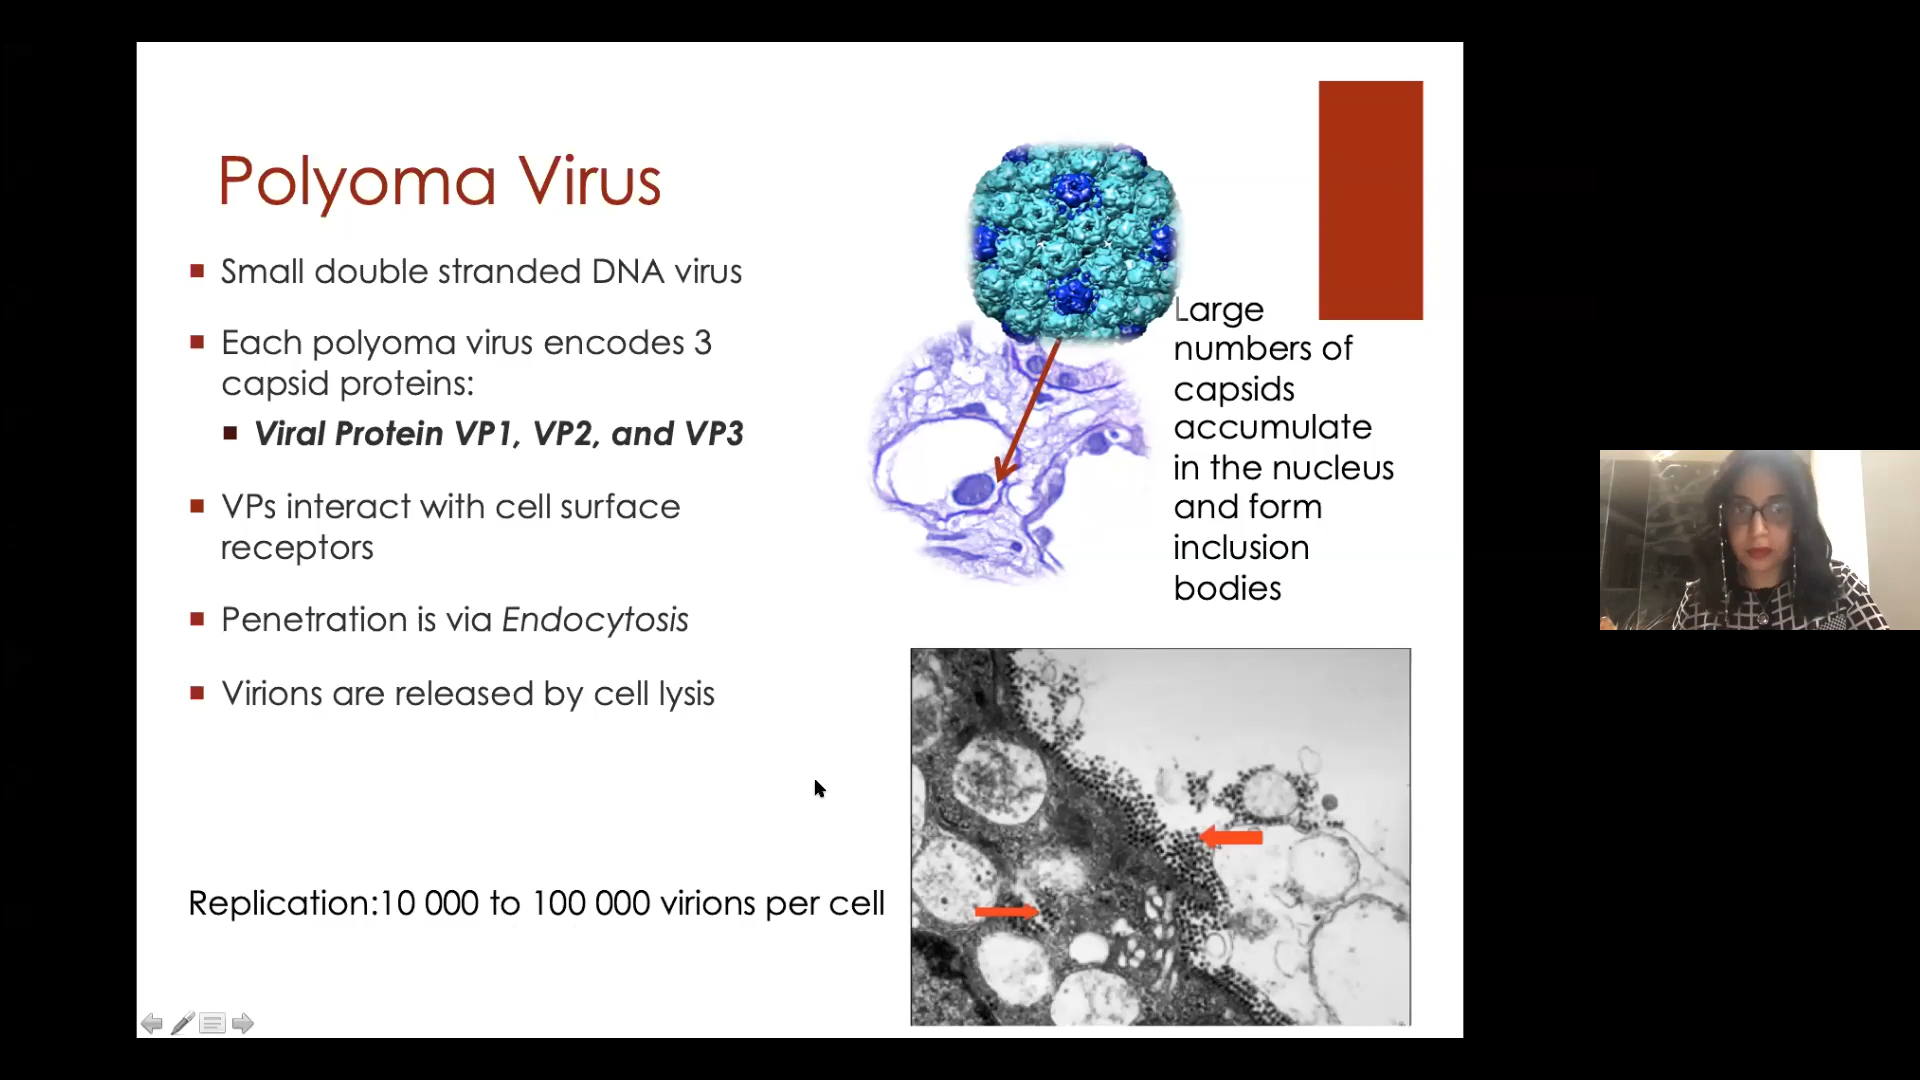 Polyoma Virus
Small double stranded DNA virus
Each polyoma virus encodes 3
capsid proteins:
Viral Protein VP1, VP2, and VP3
VPs interact with cell surface
receptors
Penetration is via Endocytosis
Virions are released by cell lysis
Replication:10 000 to 100 000 virions per cell
Large
numbers of
capsids
accumulate
in the nucleus
and form
inclusion
bodies